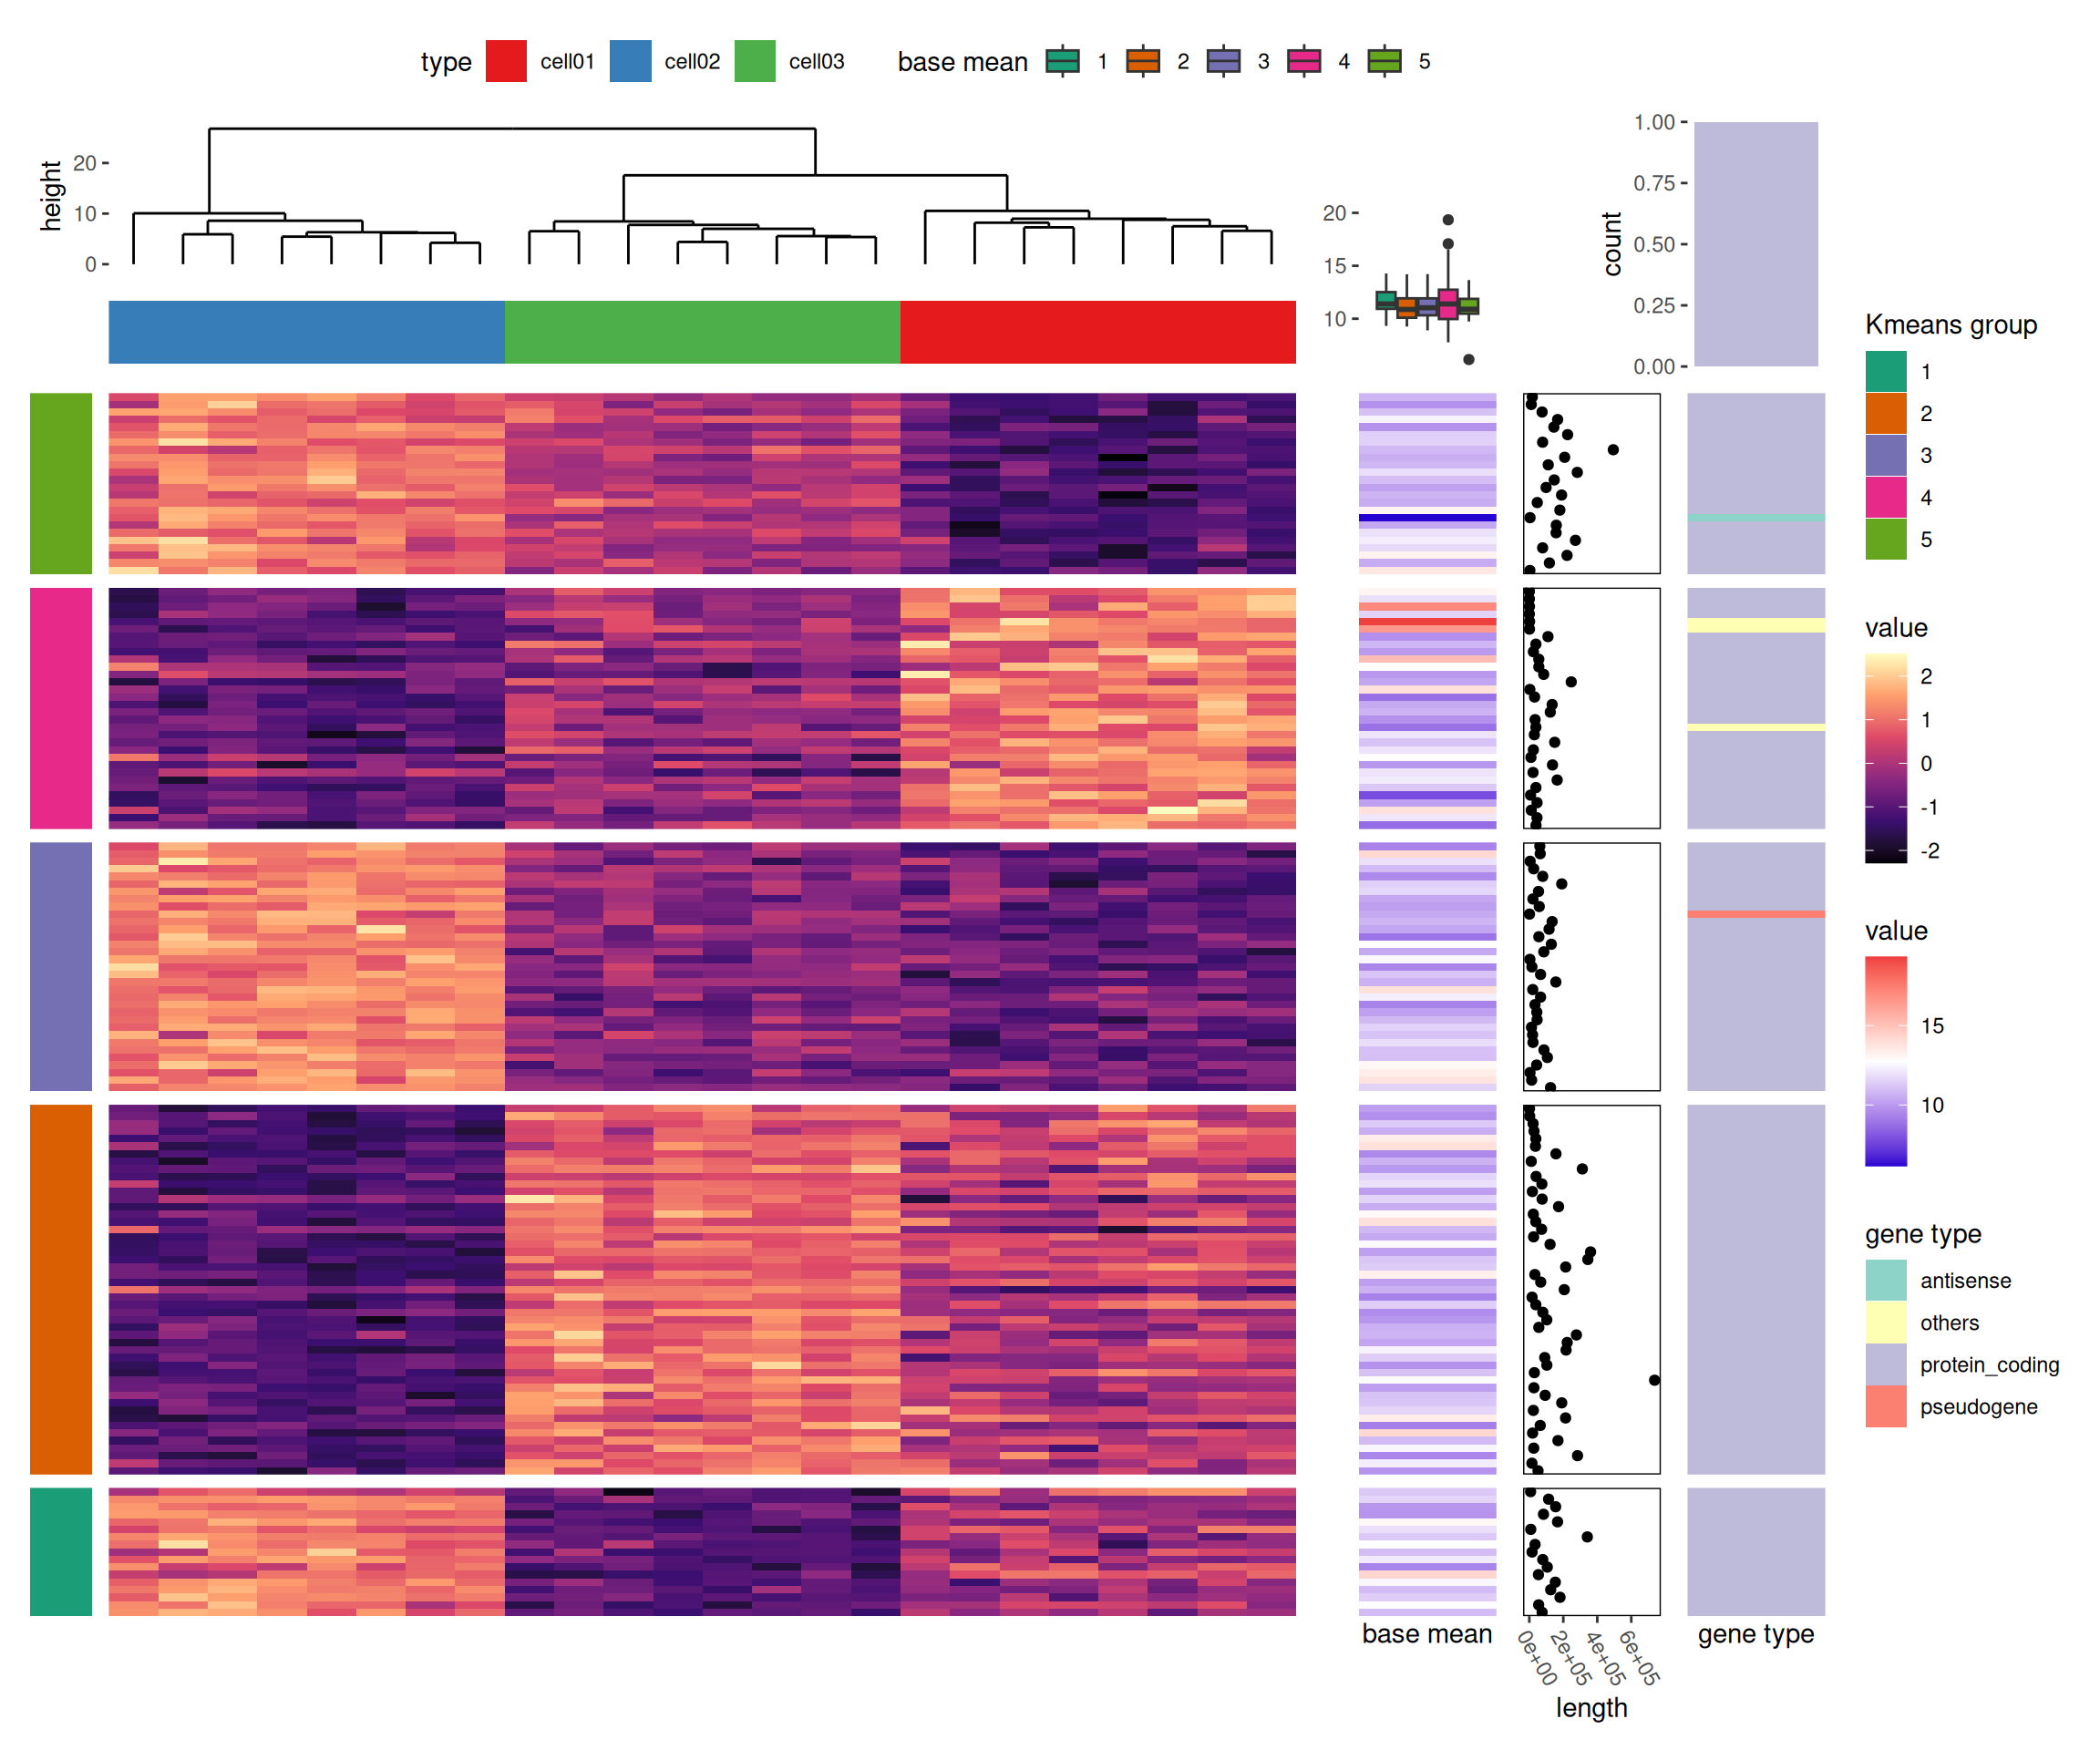 type cell01 cell02 cell03 base mean 1 2 3 4 5
height
20
10
0
20
15
10
count
1.00
0.75
0.50
0.25
0.00
Kmeans group
1
2
3
4
5
value
2
1
0
-1
-2
value
15
10
gene type
antisense
others
protein_coding
pseudogene
base mean
0e+00 2e+05 4e+05 6e+05
length
gene type